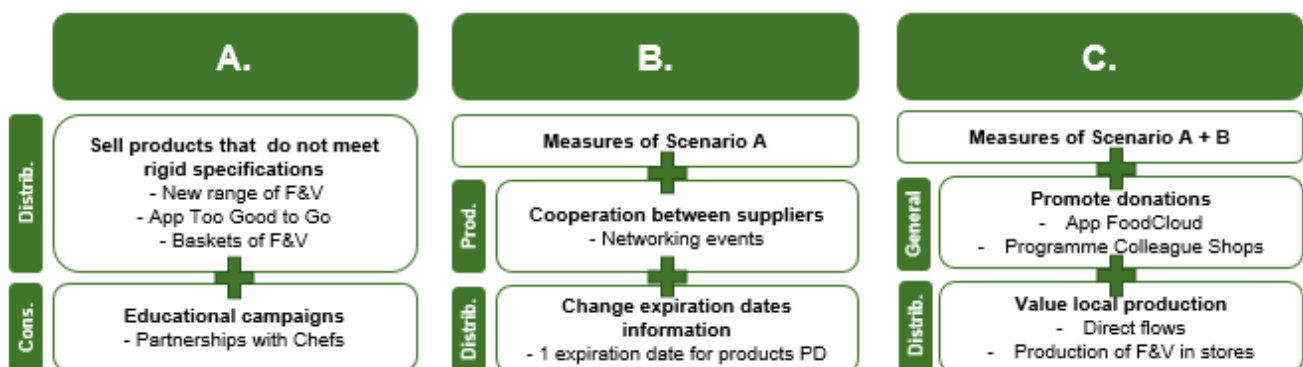 A.
Distrib.
Sell products that do not meet
rigid specifications
- New range of F&V
- App Too Good to Go
- Baskets of F&V
Cons.
Educational campaigns
- Partnerships with Chefs
B.
Measures of Scenario A
Prod.
Cooperation between suppliers
- Networking events
Distrib.
Change expiration dates
information
- 1 expiration date for products PD
C.
Measures of Scenario A + B
General
Promote donations
- App FoodCloud
- Programme Colleague Shops
Distrib.
Value local production
- Direct flows
- Production of F&V in stores